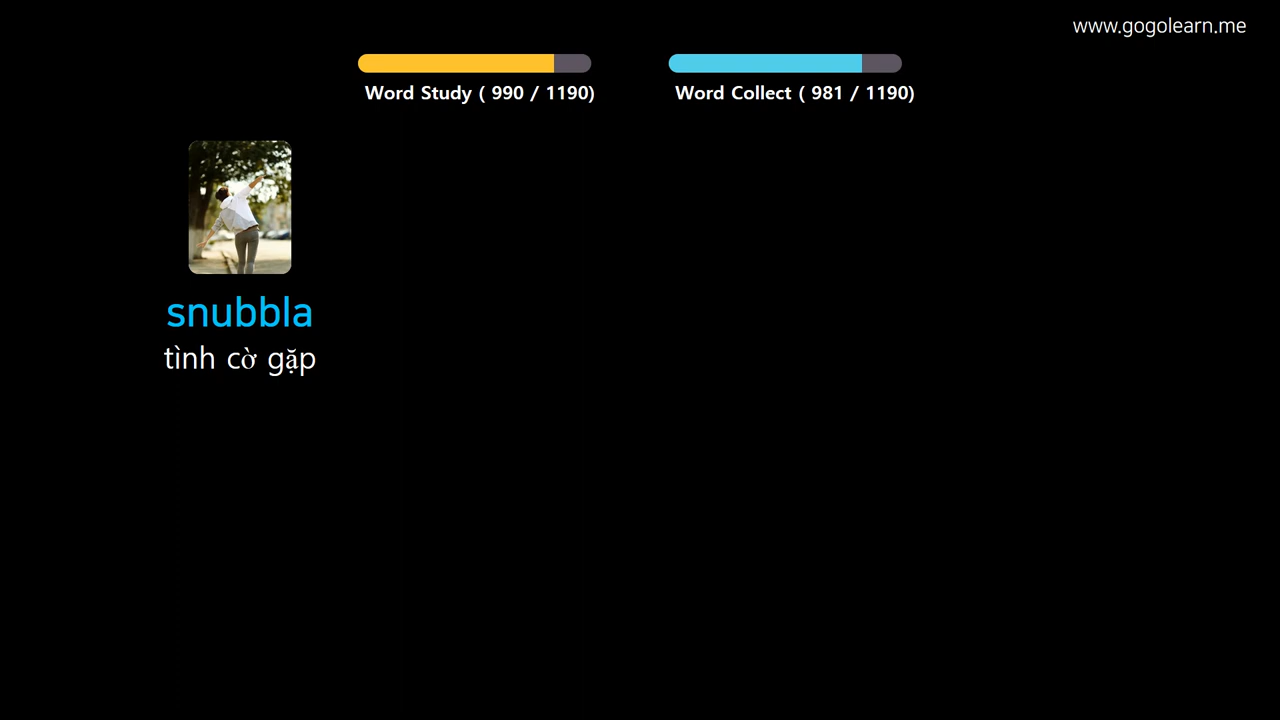 www.gogolearn.me
Word Study ( 990 / 1190)
Word Collect ( 981 / 1190)
snubbla
tình cờ gặp